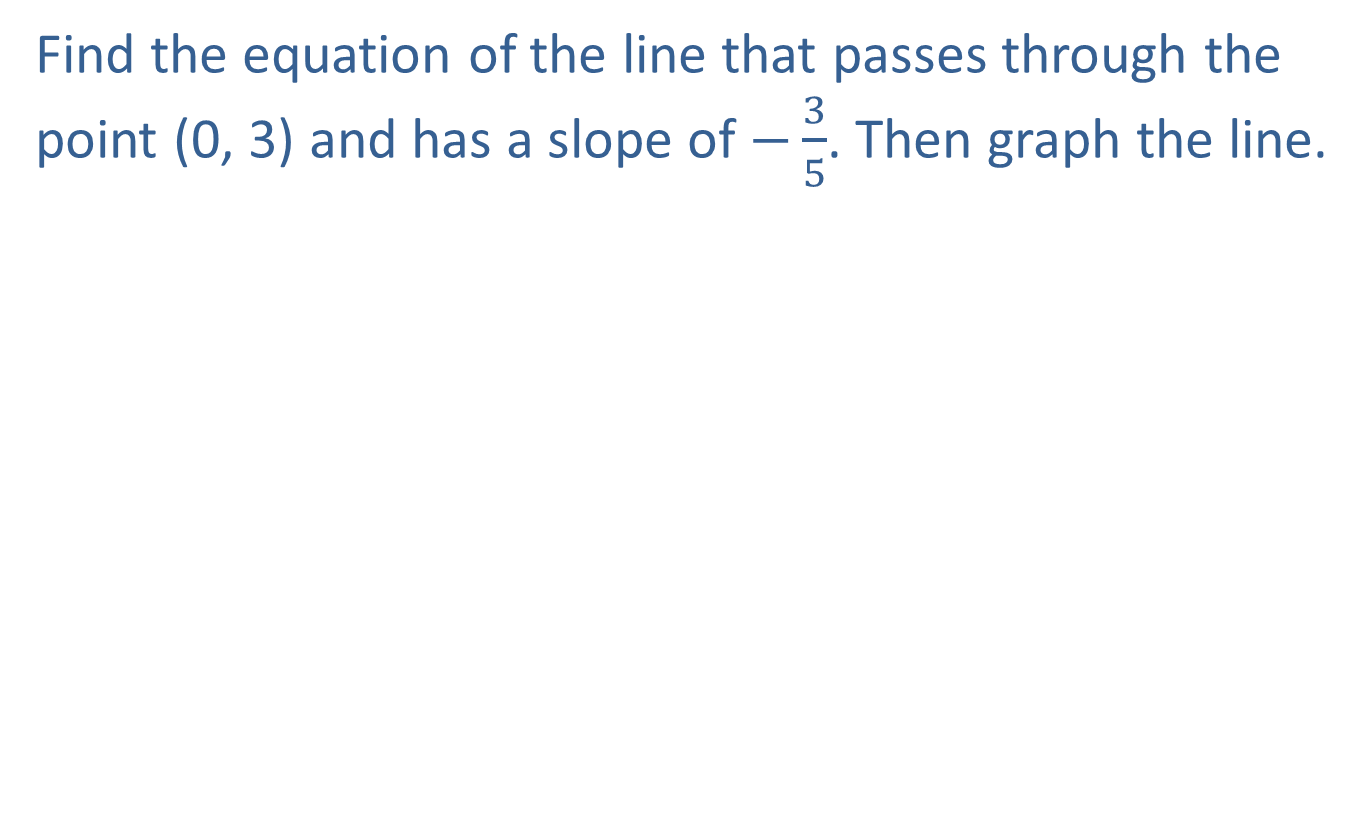 Find the equation of the line that passes through the
point (0, 3) and has a slope of −3/5. Then graph the line.